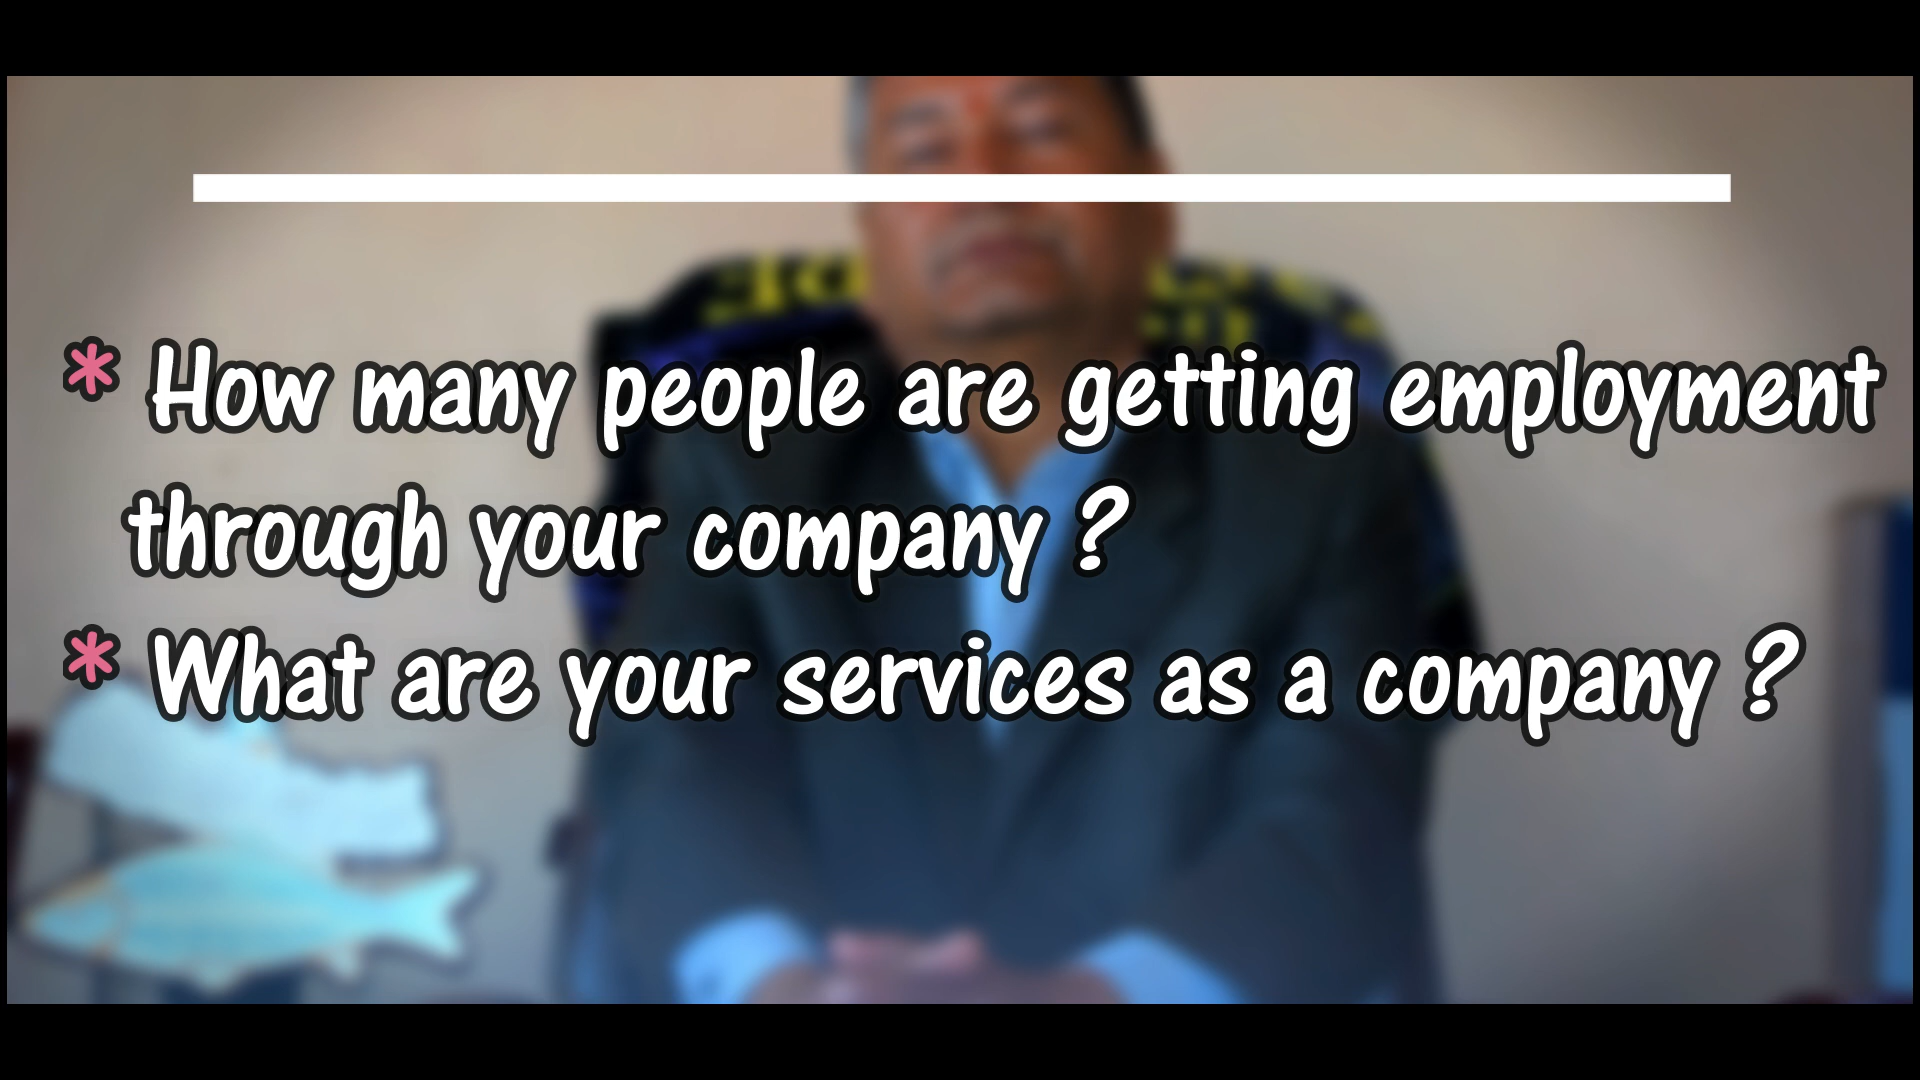 * How many people are getting employment
through your company ?
* What are your services as a company ?